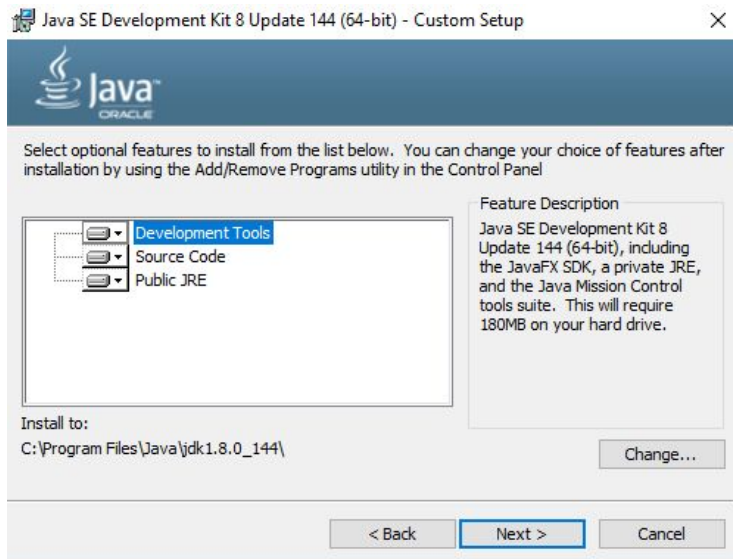 Java SE Development Kit 8 Update 144 (64-bit) - Custom Setup
Java™
ORACLE
Select optional features to install from the list below. You can change your choice of features after
installation by using the Add/Remove Programs utility in the Control Panel
Development Tools
Source Code
Public JRE
Feature Description
Java SE Development Kit 8
Update 144 (64-bit), including
the JavaFX SDK, a private JRE,
and the Java Mission Control
tools suite. This will require
180MB on your hard drive.
Install to:
C:\Program Files\Java\jdk1.8.0_144\
Change...
< Back
Next >
Cancel